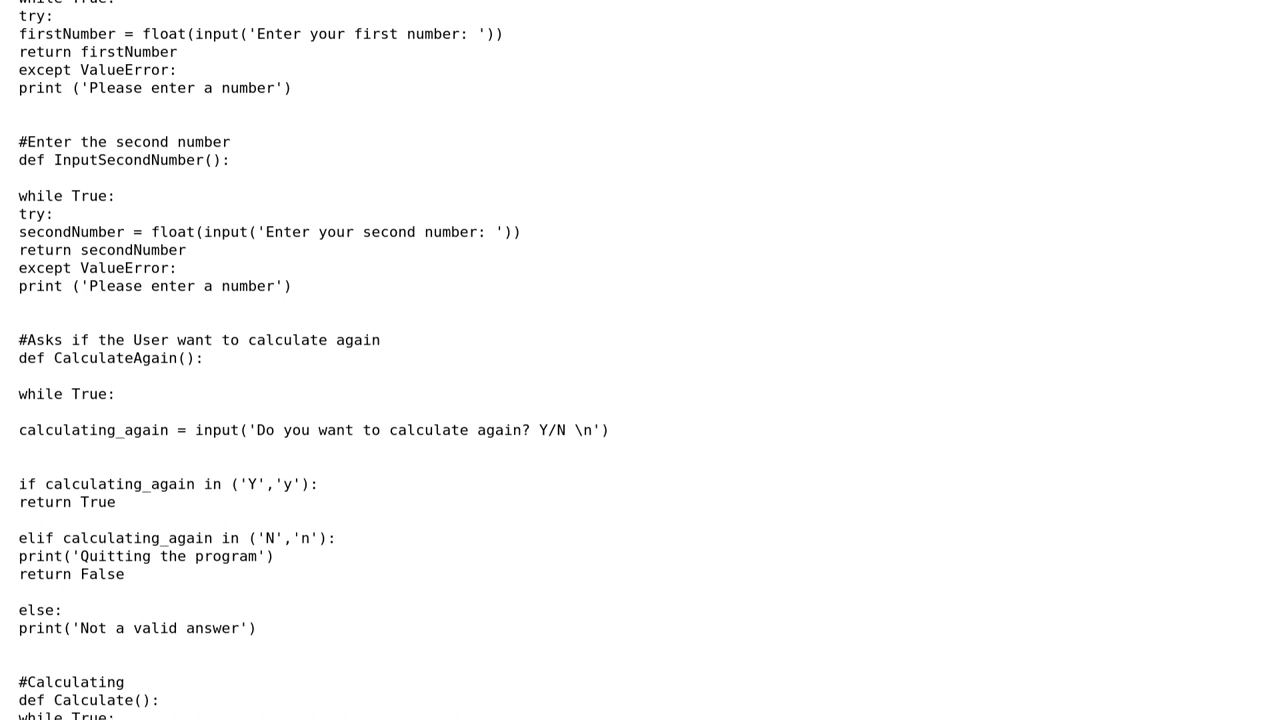 while True:
try:
firstNumber = float(input('Enter your first number: '))
return firstNumber
except ValueError:
print ('Please enter a number')
#Enter the second number
def InputSecondNumber():
while True:
try:
secondNumber = float(input('Enter your second number: '))
return secondNumber
except ValueError:
print ('Please enter a number')
#Asks if the User want to calculate again
def CalculateAgain():
while True:
calculating_again = input('Do you want to calculate again? Y/N \n')
if calculating_again in ('Y','y'):
return True
elif calculating_again in ('N','n'):
print('Quitting the program')
return False
else:
print('Not a valid answer')
#Calculating
def Calculate():
while True: